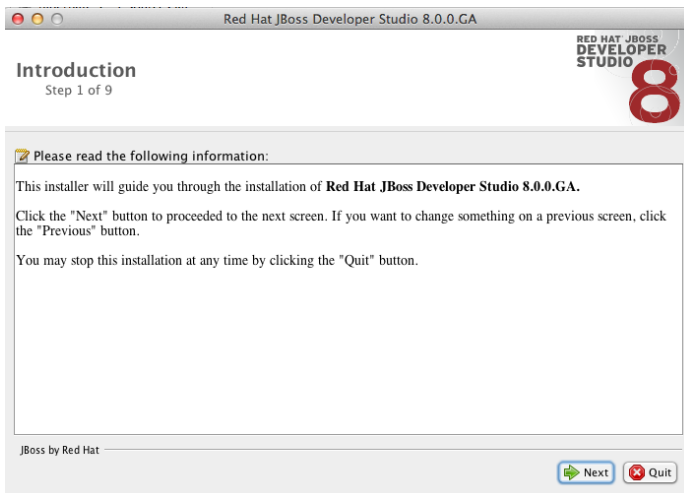 Red Hat JBoss Developer Studio 8.0.0.GA
RED HAT JBOSS
DEVELOPER
STUDIO
8
Introduction
Step 1 of 9
Please read the following information:
This installer will guide you through the installation of Red Hat JBoss Developer Studio 8.0.0.GA.
Click the "Next" button to proceeded to the next screen. If you want to change something on a previous screen, click
the "Previous" button.
You may stop this installation at any time by clicking the "Quit" button.
JBoss by Red Hat
Next
Quit